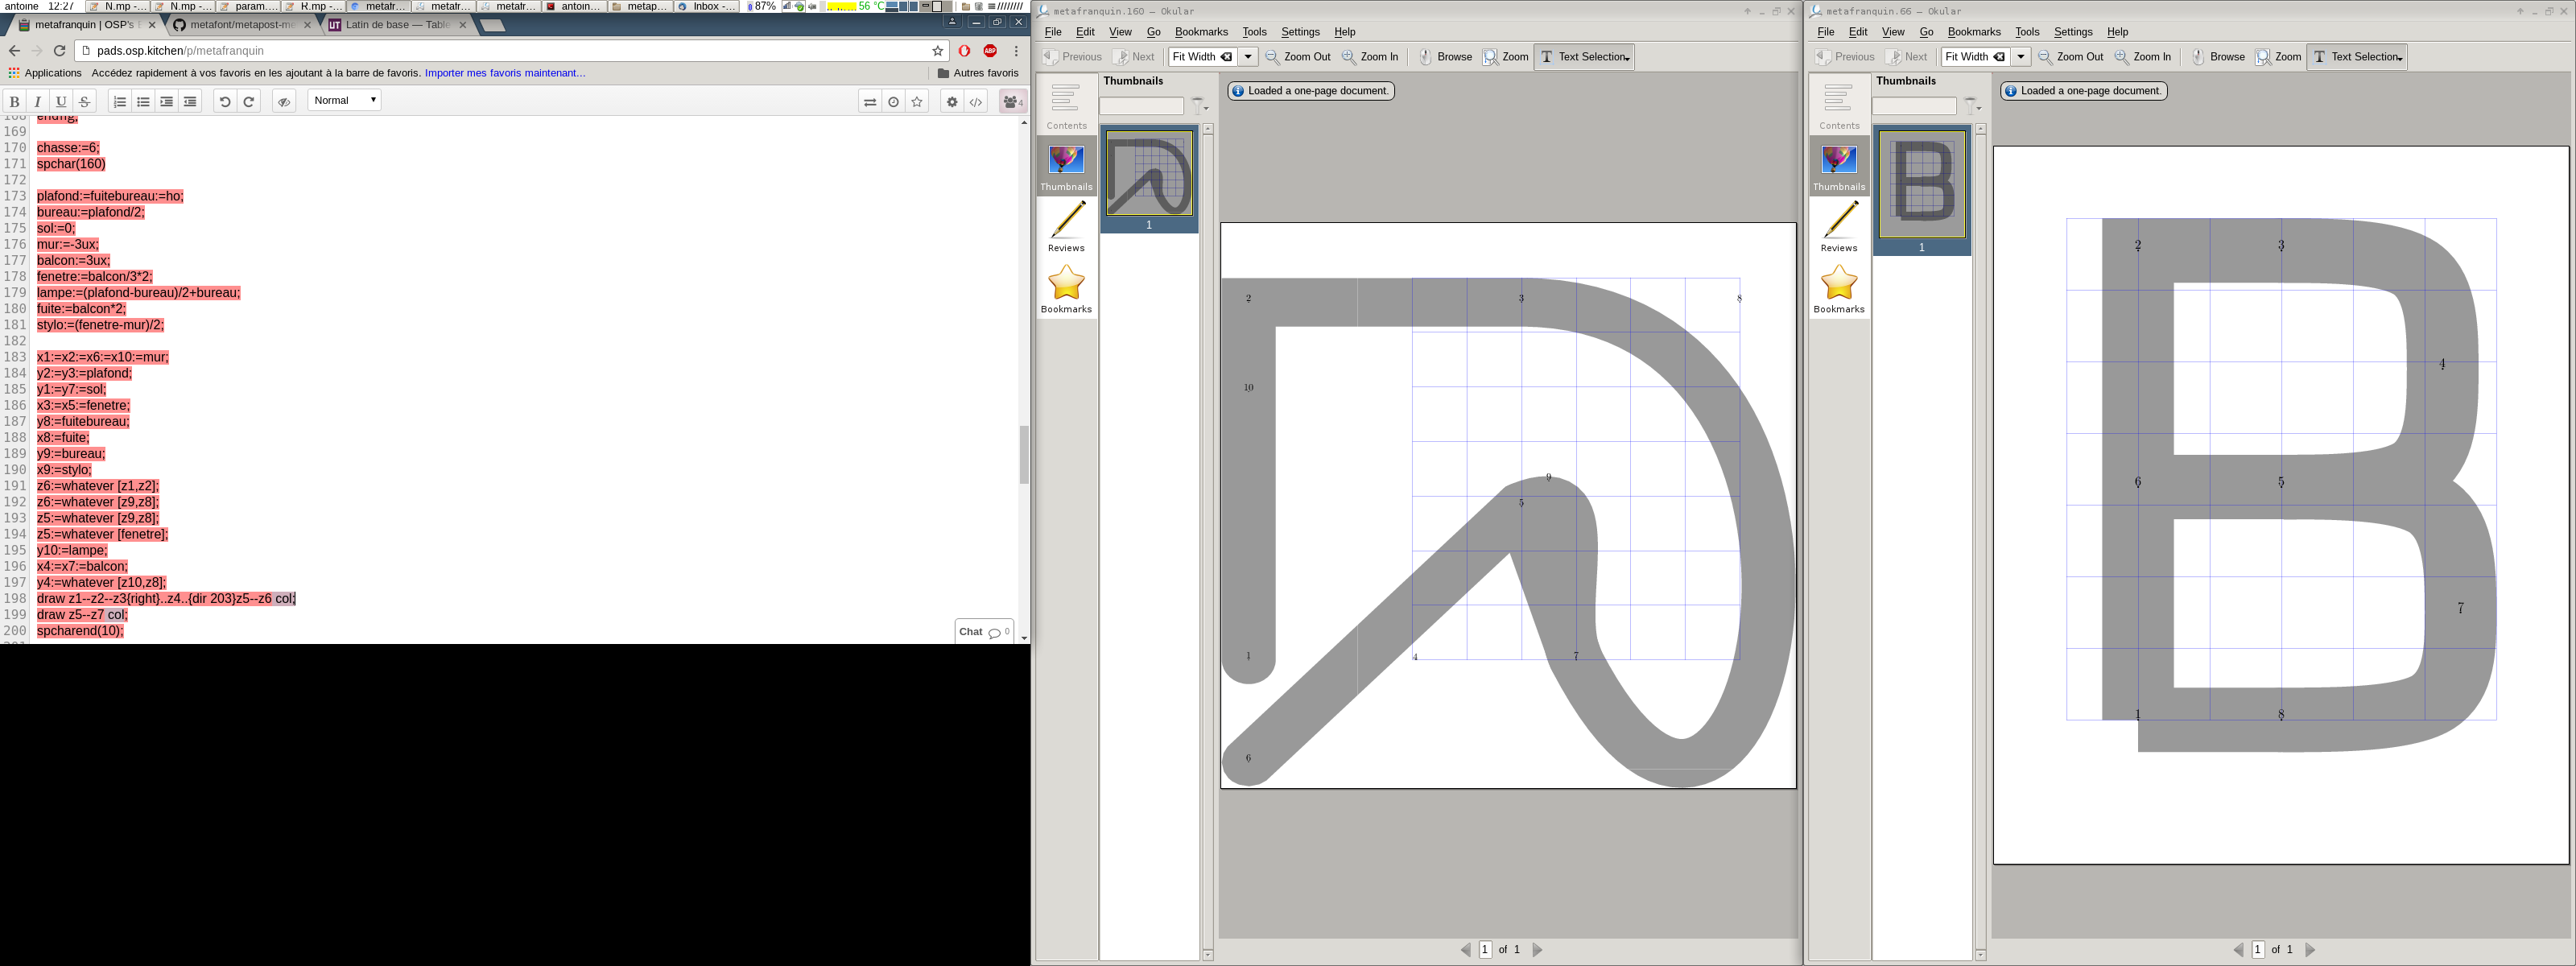 antoine 12:27 N.mp -... N.mp -... param... R.mp -... metafr... metafr... metafr... antoin... metap... Inbox -... 87% 56 °C
metafranquin | OSP's metafont/metapost-me Latin de base — Table
pads.osp.kitchen/p/metafranquin
Applications Accédez rapidement à vos favoris en les ajoutant à la barre de favoris. Importer mes favoris maintenant... Autres favoris
B I U S Normal 4
168 endfig;
169
170 chasse:=6;
171 spchar(160)
172
173 plafond:=fuitebureau:=ho;
174 bureau:=plafond/2;
175 sol:=0;
176 mur:=-3ux;
177 balcon:=3ux;
178 fenetre:=balcon/3*2;
179 lampe:=(plafond-bureau)/2+bureau;
180 fuite:=balcon*2;
181 stylo:=(fenetre-mur)/2;
182
183 x1:=x2:=x6:=x10:=mur;
184 y2:=y3:=plafond;
185 y1:=y7:=sol;
186 x3:=x5:=fenetre;
187 y8:=fuitebureau;
188 x8:=fuite;
189 y9:=bureau;
190 x9:=stylo;
191 z6:=whatever [z1,z2];
192 z6:=whatever [z9,z8];
193 z5:=whatever [z9,z8];
194 z5:=whatever [fenetre];
195 y10:=lampe;
196 x4:=x7:=balcon;
197 y4:=whatever [z10,z8];
198 draw z1--z2--z3{right}..z4..{dir 203}z5--z6 col;
199 draw z5--z7 col;
200 spcharend(10);
Chat 0
metafranquin.160 — Okular
File Edit View Go Bookmarks Tools Settings Help
Previous Next Fit Width Zoom Out Zoom In Browse Zoom Text Selection
Thumbnails
Contents
Thumbnails
Reviews
Bookmarks
1
Loaded a one-page document.
2 3 8
10
9
5
1 4 7
6
1 of 1
metafranquin.66 — Okular
File Edit View Go Bookmarks Tools Settings Help
Previous Next Fit Width Zoom Out Zoom In Browse Zoom Text Selection
Thumbnails
Contents
Thumbnails
Reviews
Bookmarks
1
Loaded a one-page document.
2 3
4
6 5
7
1 8
1 of 1